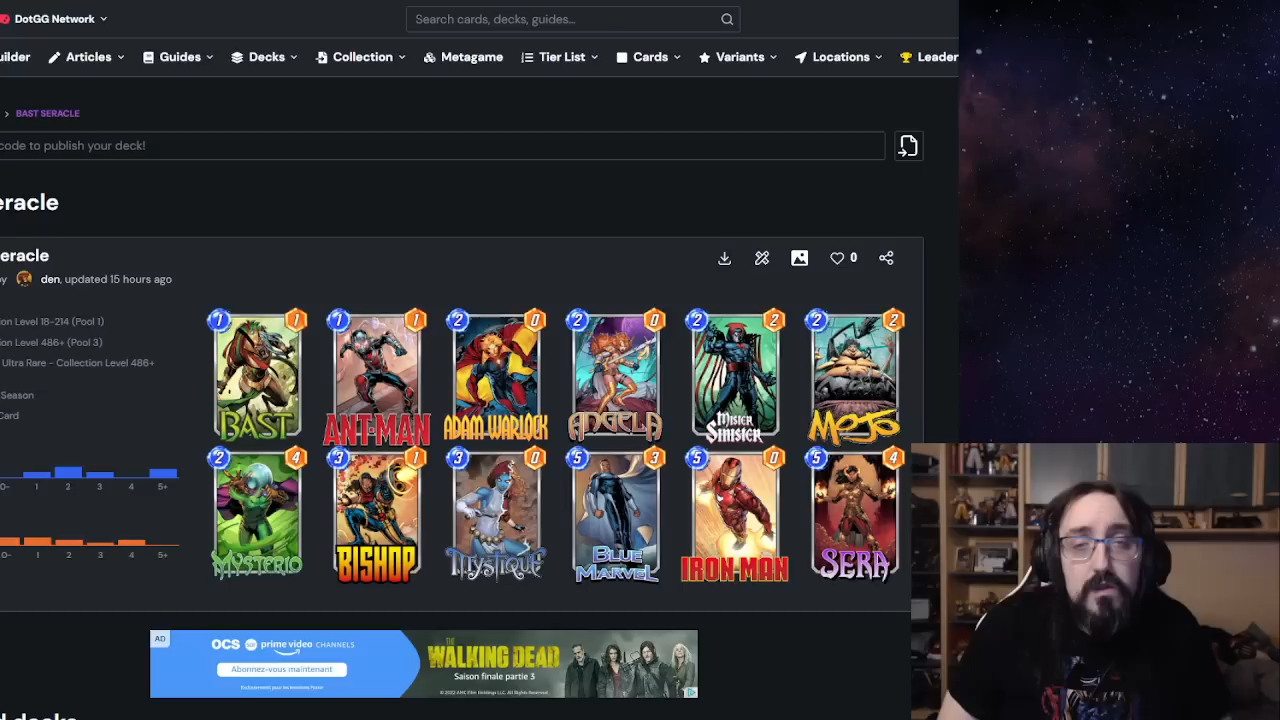 DotGG Network
Search cards, decks, guides...
uilder Articles Guides Decks Collection Metagame Tier List Cards Variants Locations Leader
> BAST SERACLE
code to publish your deck!
eracle
eracle
by den, updated 15 hours ago
0
ion Level 18-214 (Pool 1)
ion Level 486+ (Pool 3)
Ultra Rare - Collection Level 486+
Season
Card
1 1 1 1 2 0 2 0 2 2 2 2
BAST ANT-MAN ADAM WARLOCK ANGELA MISTER SINISTER MOJO
2 4 3 1 3 0 5 3 5 0 5 4
MYSTERIO BISHOP MYSTIQUE BLUE MARVEL IRON MAN SERA
0- 1 2 3 4 5+
0- 1 2 3 4 5+
AD
OCS prime video CHANNELS
Abonnez-vous maintenant
THE WALKING DEAD
Saison finale partie 3
d decks